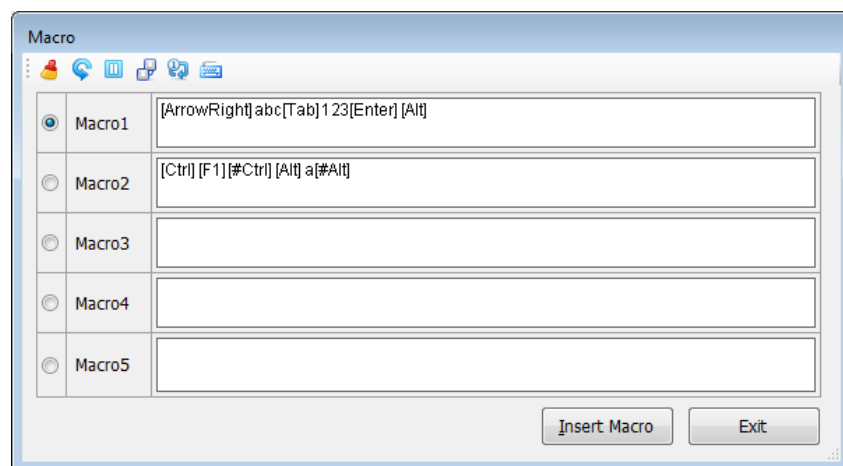 Macro
Macro1 [ArrowRight]abc[Tab]123[Enter][Alt]
Macro2 [Ctrl][F1][#Ctrl][Alt]a[#Alt]
Macro3
Macro4
Macro5
Insert Macro Exit